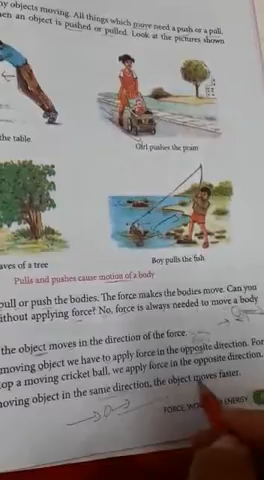 ny objects moving. All things which move need a push or a pull.
en an object is pushed or pulled. Look at the pictures shown
the table.
Girl pushes the pram
aves of a tree
Boy pulls the fish
Pulls and pushes cause motion of a body
pull or push the bodies. The force makes the bodies move. Can you
ithout applying force? No, force is always needed to move a body
the object moves in the direction of the force.
moving object we have to apply force in the opposite direction. For
op a moving cricket ball, we apply force in the opposite direction.
oving object in the same direction, the object moves faster.
FORCE, ENERGY